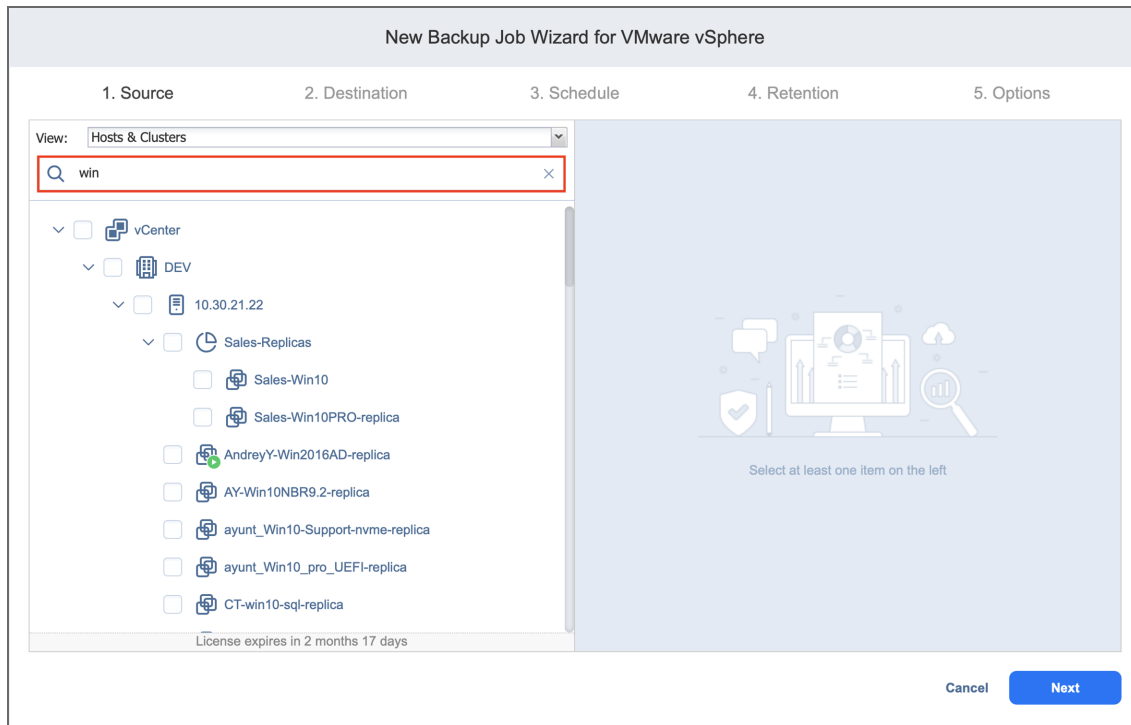 New Backup Job Wizard for VMware vSphere
1. Source
2. Destination
3. Schedule
4. Retention
5. Options
View:
Hosts & Clusters
win
vCenter
DEV
10.30.21.22
Sales-Replicas
Sales-Win10
Sales-Win10PRO-replica
AndreyY-Win2016AD-replica
AY-Win10NBR9.2-replica
ayunt_Win10-Support-nvme-replica
ayunt_Win10_pro_UEFI-replica
CT-win10-sql-replica
License expires in 2 months 17 days
Select at least one item on the left
Cancel
Next